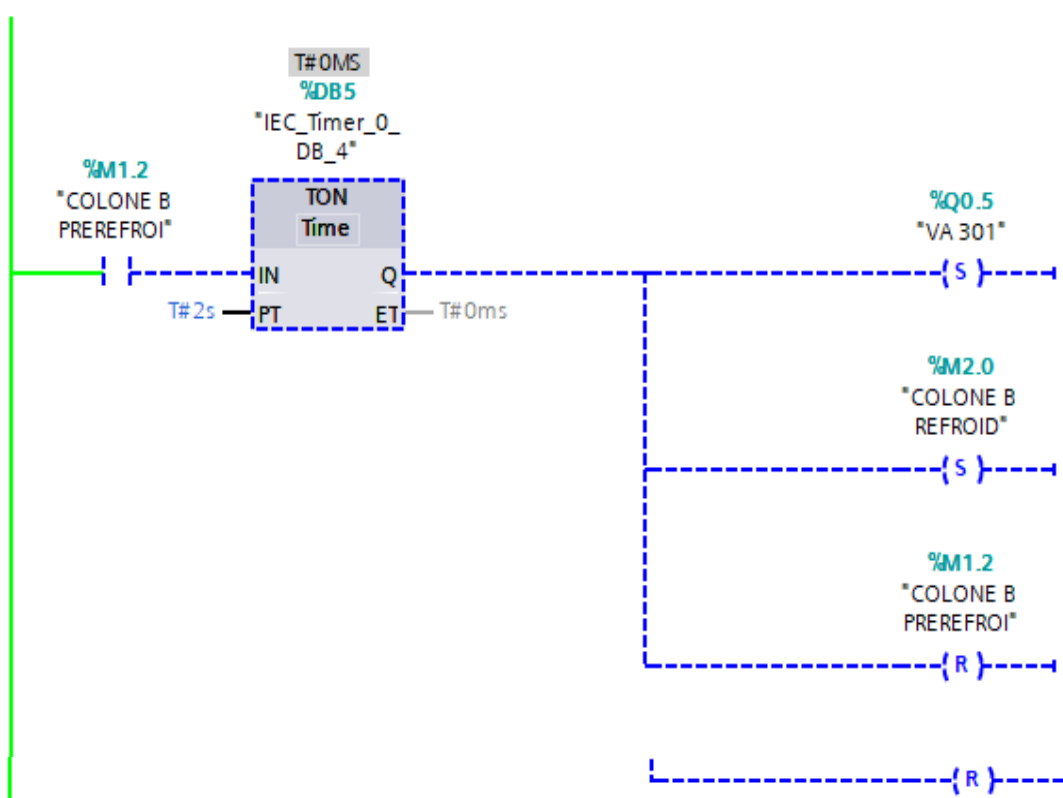 T#0MS
%DB5
"IEC_Timer_0_
DB_4"
%M1.2
"COLONE B
PREREFROI"
TON
Time
IN
Q
T#2s
PT
ET
T#0ms
%Q0.5
"VA 301"
S
%M2.0
"COLONE B
REFROID"
S
%M1.2
"COLONE B
PREREFROI"
R
R